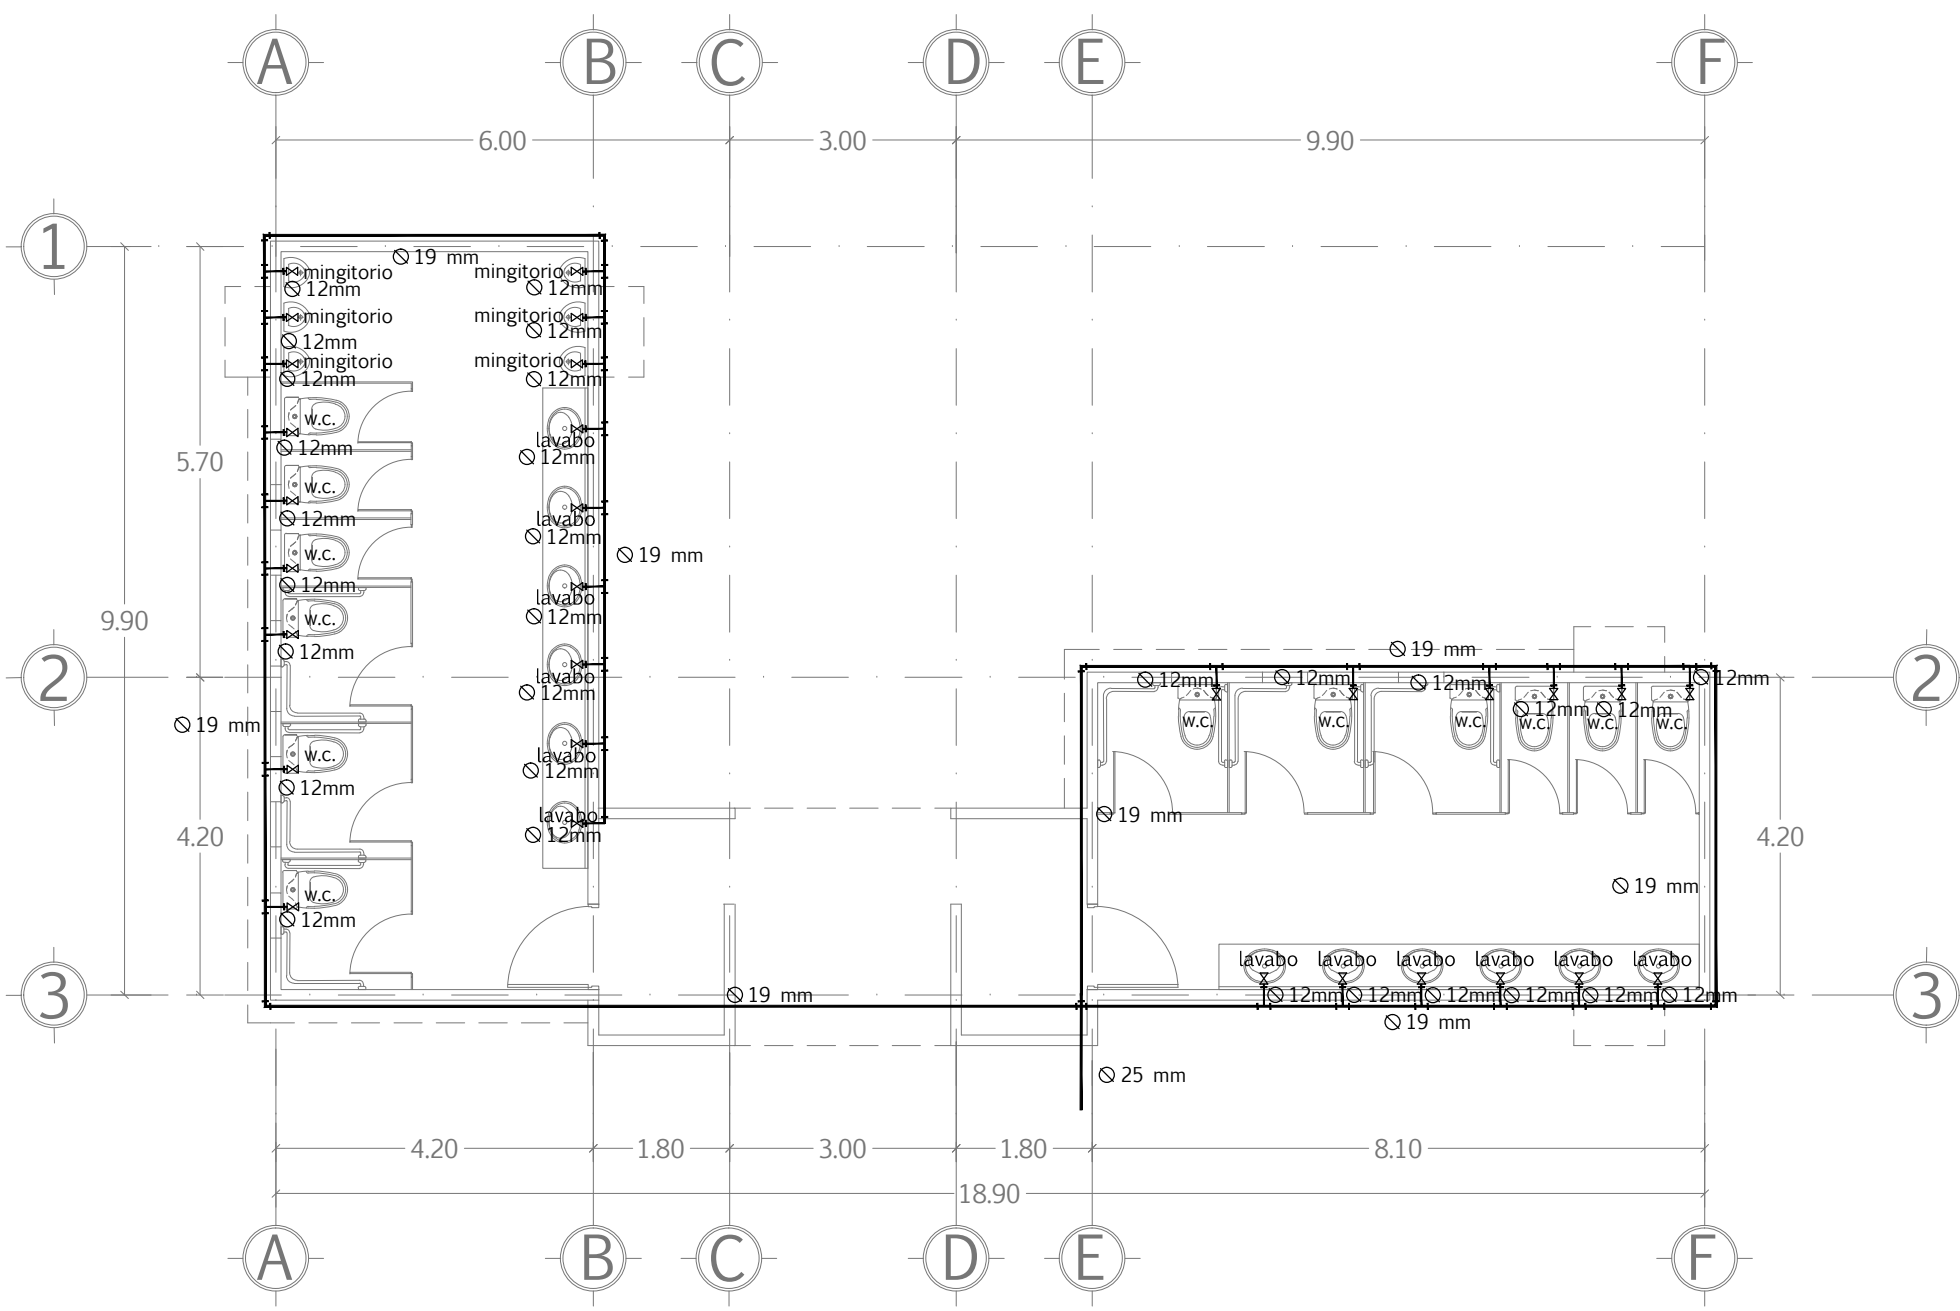 A B C D E F
6.00 3.00 9.90
1
∅ 19 mm
mingitorio mingitorio
∅ 12mm ∅ 12mm
mingitorio mingitorio
∅ 12mm ∅ 12mm
mingitorio mingitorio
∅ 12mm ∅ 12mm
w.c.
lavabo
∅ 12mm ∅ 12mm
5.70
w.c.
∅ 12mm
lavabo
∅ 12mm
w.c.
∅ 19 mm
∅ 12mm
lavabo
9.90
w.c.
∅ 12mm
∅ 12mm
∅ 19 mm
2 2
lavabo
∅ 12mm
∅ 12mm ∅ 12mm ∅ 12mm ∅ 12mm
∅ 12mm ∅ 12mm
w.c. w.c. w.c. w.c. w.c. w.c.
∅ 19 mm
w.c.
lavabo
∅ 12mm
∅ 12mm
∅ 19 mm
lavabo
4.20 4.20
∅ 12mm
w.c.
∅ 19 mm
∅ 12mm
lavabo lavabo lavabo lavabo lavabo lavabo
3 3
∅ 19 mm
∅ 12mm ∅ 12mm ∅ 12mm ∅ 12mm ∅ 12mm ∅ 12mm
∅ 19 mm
∅ 25 mm
4.20 1.80 3.00 1.80 8.10
18.90
A B C D E F